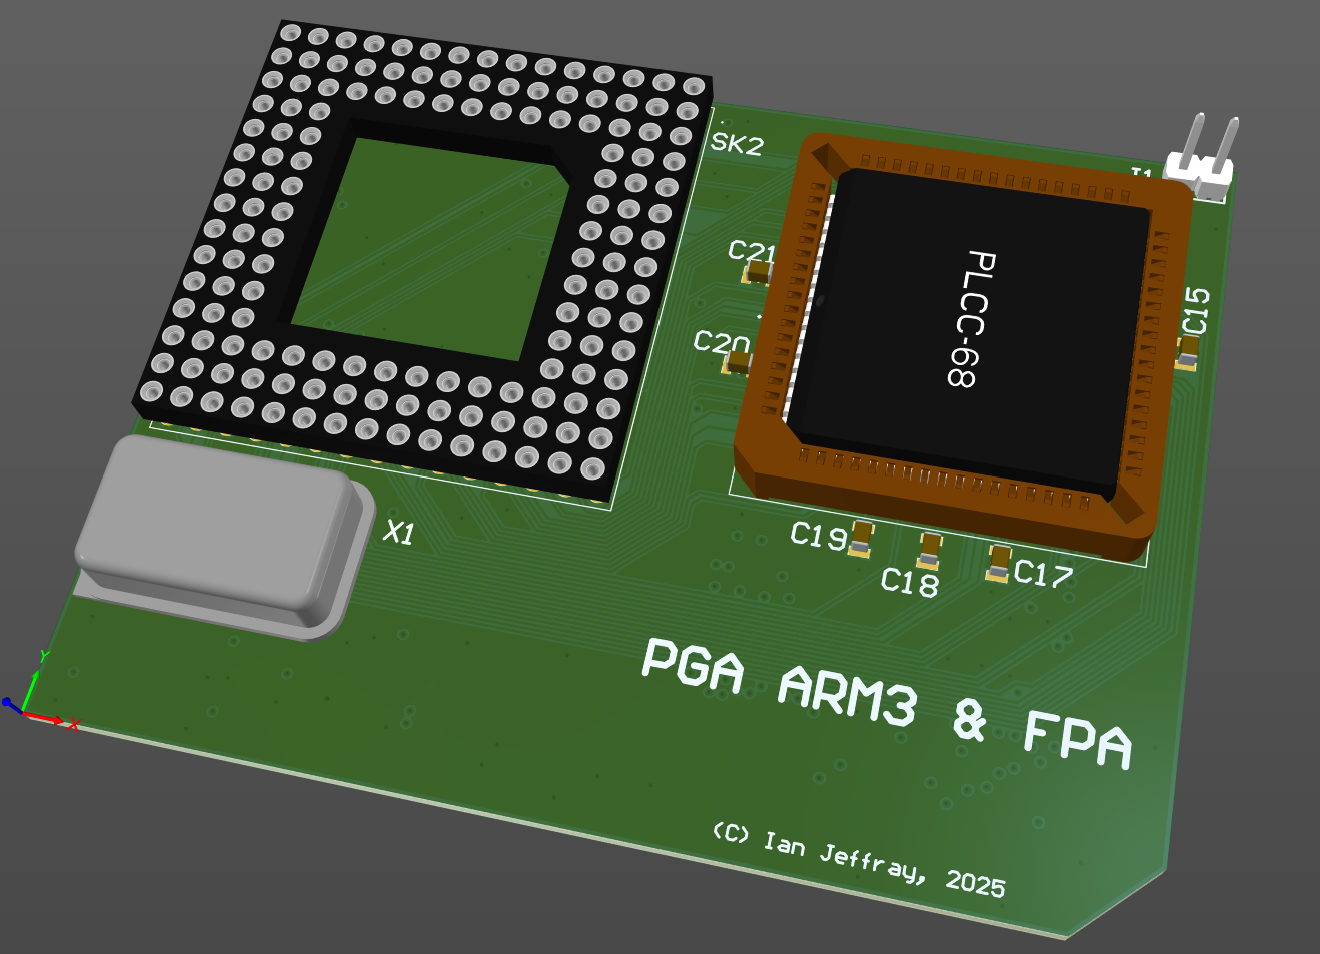 SK2
C21
C20
PLCC-68
C15
X1
C19
C18
C17
PGA ARM3 & FPA
(C) Ian Jeffray, 2025
Y
X